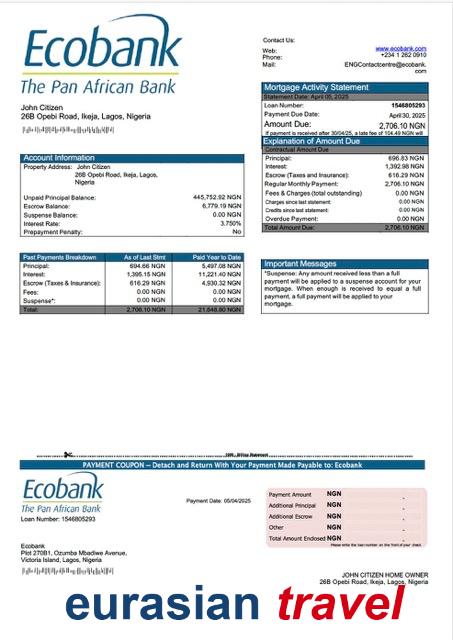 Ecobank
The Pan African Bank
John Citizen
26B Opebi Road, Ikeja, Lagos, Nigeria
Contact Us:
Web: www.ecobank.com
Phone: +234 1 262 0910
Mail: ENGContactcentre@ecobank.
com
Mortgage Activity Statement
Statement Date: April 05, 2025
Loan Number: 1546805293
Payment Due Date: April 30, 2025
Amount Due: 2,706.10 NGN
If payment is received after 30/04/25, a late fee of 104.49 NGN will
Explanation of Amount Due
Contractual Amount Due
Principal: 696.83 NGN
Interest: 1,392.98 NGN
Escrow (Taxes and Insurance): 616.29 NGN
Regular Monthly Payment: 2,706.10 NGN
Fees & Charges (total outstanding) 0.00 NGN
Charges since last statement: 0.00 NGN
Credits since last statement: 0.00 NGN
Overdue Payment: 0.00 NGN
Total Amount Due: 2,706.10 NGN
Account Information
Property Address: John Citizen
26B Opebi Road, Ikeja, Lagos,
Nigeria
Unpaid Principal Balance: 445,752.92 NGN
Escrow Balance: 6,779.19 NGN
Suspense Balance: 0.00 NGN
Interest Rate: 3.750%
Prepayment Penalty: No
Past Payments Breakdown As of Last Stmt Paid Year to Date
Principal: 694.66 NGN 5,497.08 NGN
Interest: 1,395.15 NGN 11,221.40 NGN
Escrow (Taxes & Insurance): 616.29 NGN 4,930.32 NGN
Fees: 0.00 NGN 0.00 NGN
Suspense*: 0.00 NGN 0.00 NGN
Total: 2,706.10 NGN 21,648.80 NGN
Important Messages
*Suspense: Any amount received less than a full
payment will be applied to a suspense account for your
mortgage. When enough is received to equal a full
payment, a full payment will be applied to your
mortgage.
PAYMENT COUPON – Detach and Return With Your Payment Made Payable to: Ecobank
Ecobank
The Pan African Bank
Loan Number: 1546805293
Payment Date: 05/04/2025
Payment Amount NGN
Additional Principal NGN
Additional Escrow NGN
Other NGN
Total Amount Endosed NGN
Please write the loan number on the front of your check.
Ecobank
Plot 270B1, Ozumba Mbadiwe Avenue,
Victoria Island, Lagos, Nigeria
JOHN CITIZEN HOME OWNER
26B Opebi Road, Ikeja, Lagos, Nigeria
eurasian travel